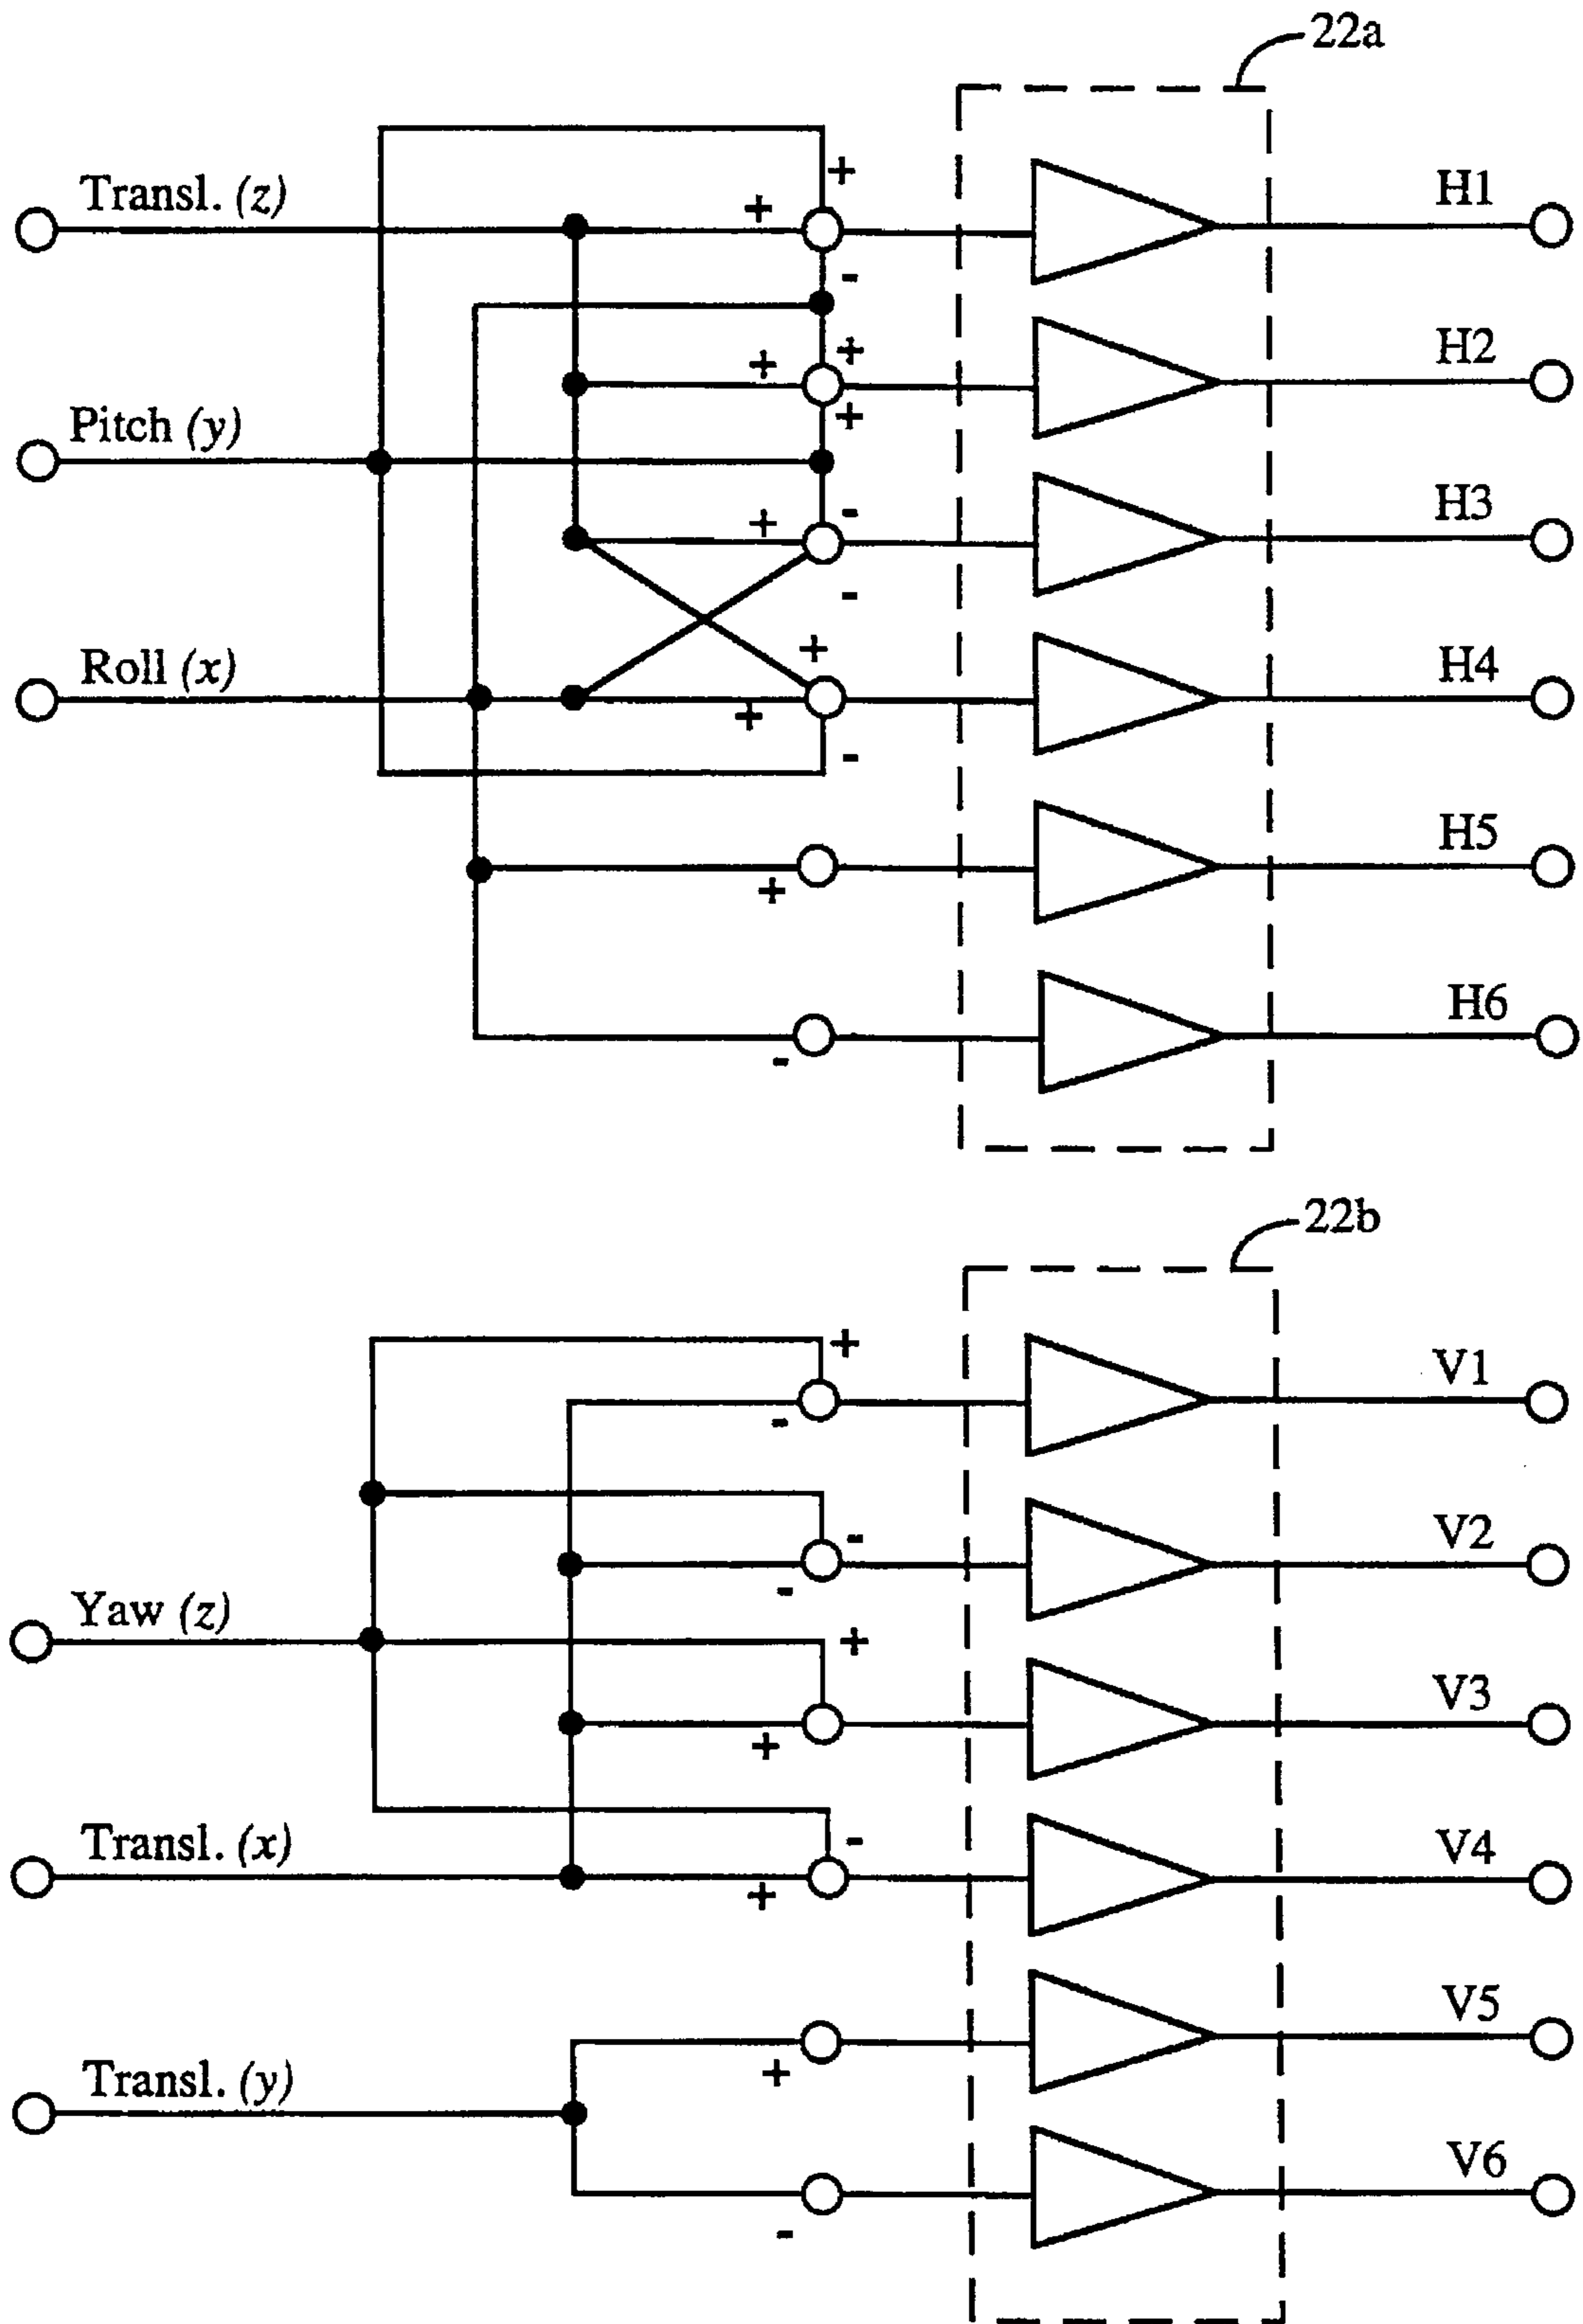 22a
+
Transl. (z)
+
H1
-
+
+
H2
+
Pitch (y)
-
+
H3
-
+
Roll (x)
H4
+
-
H5
+
H6
-
22b
+
V1
-
-
V2
-
Yaw (z)
+
V3
+
Transl. (x)
-
V4
+
V5
+
Transl. (y)
V6
-